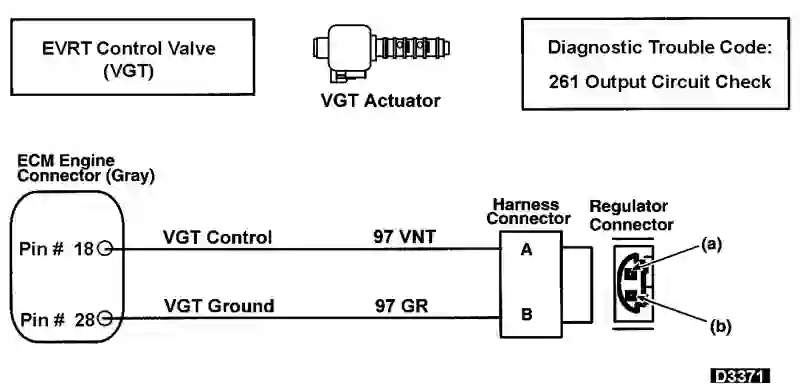 EVRT Control Valve
(VGT)
VGT Actuator
Diagnostic Trouble Code:
261 Output Circuit Check
ECM Engine
Connector (Gray)
Harness
Connector
Regulator
Connector
Pin # 18
VGT Control
97 VNT
A
(a)
Pin # 28
VGT Ground
97 GR
B
(b)
D3371